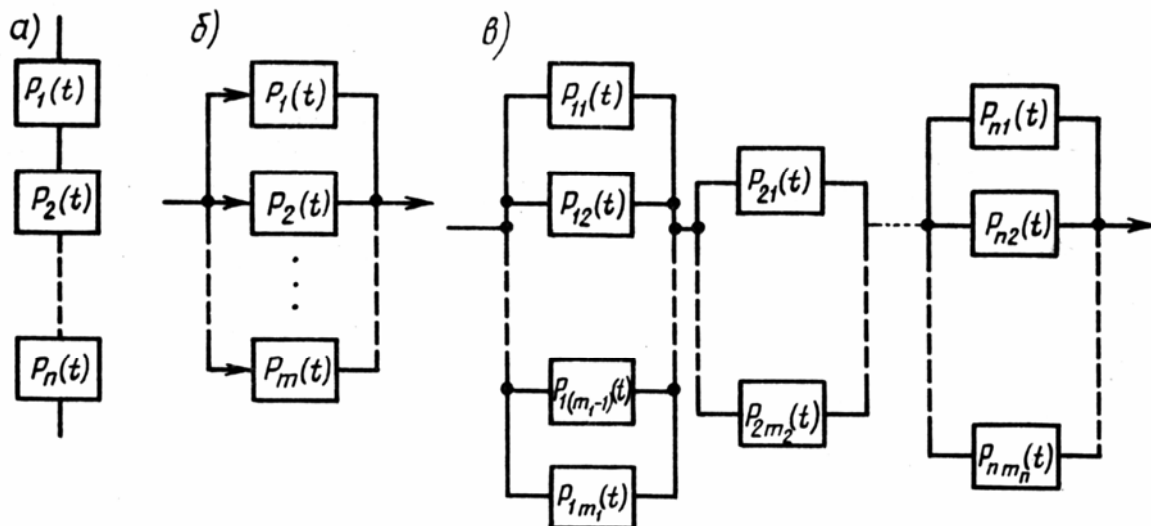 а)
P₁(t)
P₂(t)
Pₙ(t)
б)
P₁(t)
P₂(t)
Pₘ(t)
в)
P₁₁(t)
P₁₂(t)
P₁₍ₘ₁₋₁₎(t)
P₁ₘ₁(t)
P₂₁(t)
P₂ₘ₂(t)
Pₙ₁(t)
Pₙ₂(t)
Pₙₘₙ(t)